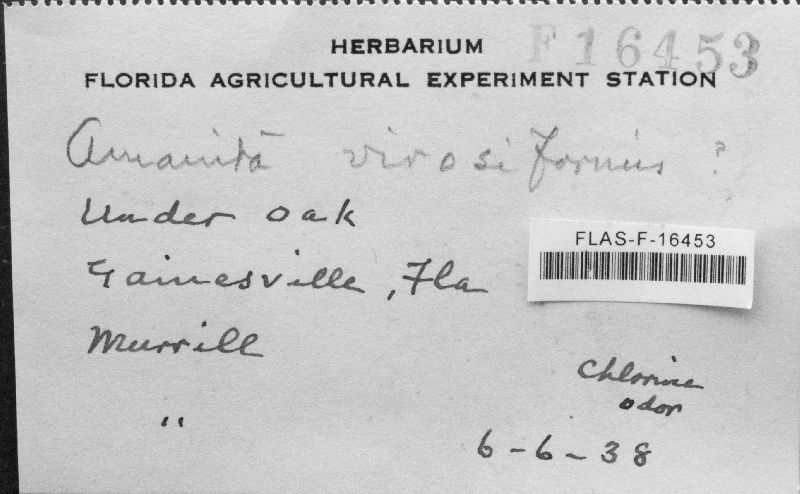 F16453
HERBARIUM
FLORIDA AGRICULTURAL EXPERIMENT STATION
Amanita virosiformis ?
Under oak
FLAS-F-16453
Gainesville, Fla
Murrill
Chlorine
odor
"
6-6-38